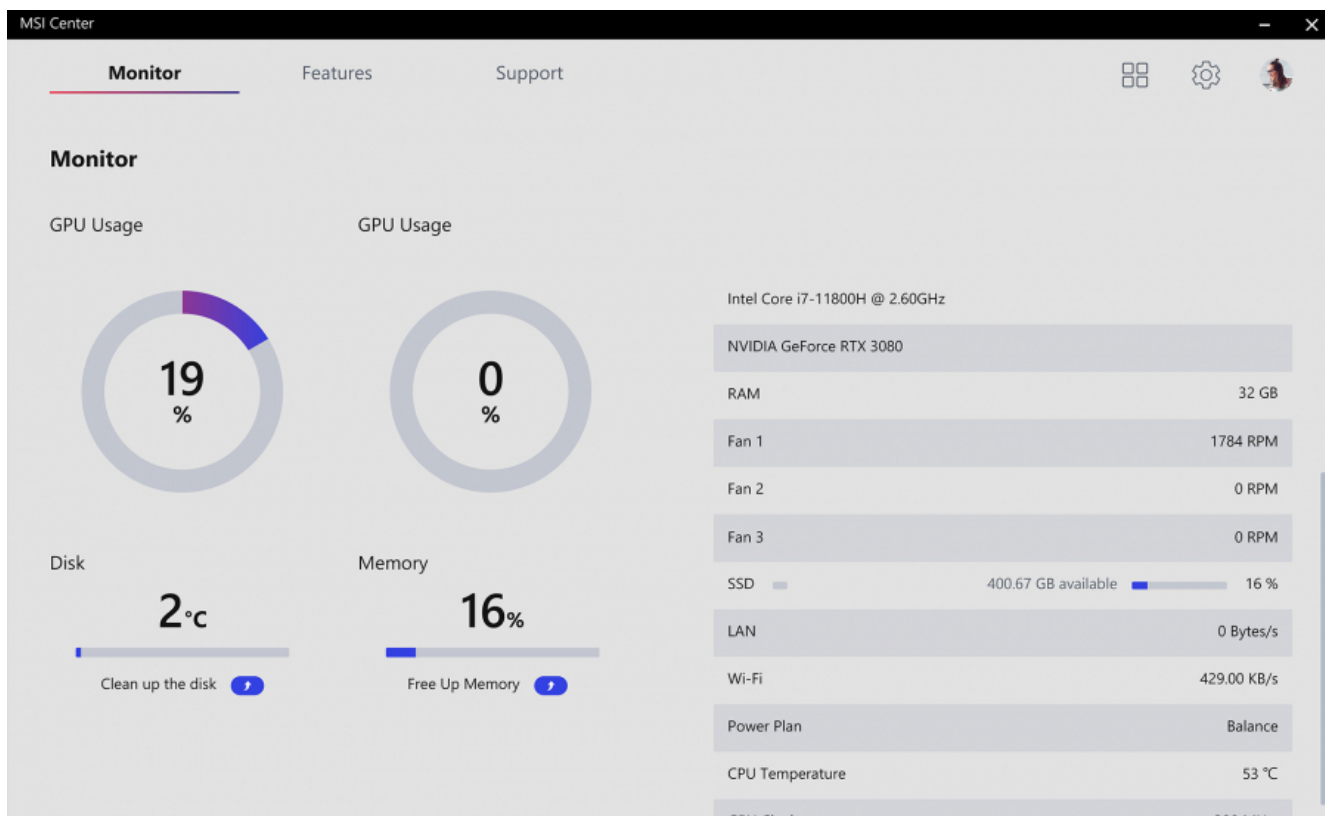 MSI Center
Monitor Features Support
Monitor
GPU Usage
19
%
GPU Usage
0
%
Disk
2°C
Clean up the disk
Memory
16%
Free Up Memory
Intel Core i7-11800H @ 2.60GHz
NVIDIA GeForce RTX 3080
RAM 32 GB
Fan 1 1784 RPM
Fan 2 0 RPM
Fan 3 0 RPM
SSD 400.67 GB available 16 %
LAN 0 Bytes/s
Wi-Fi 429.00 KB/s
Power Plan Balance
CPU Temperature 53 °C